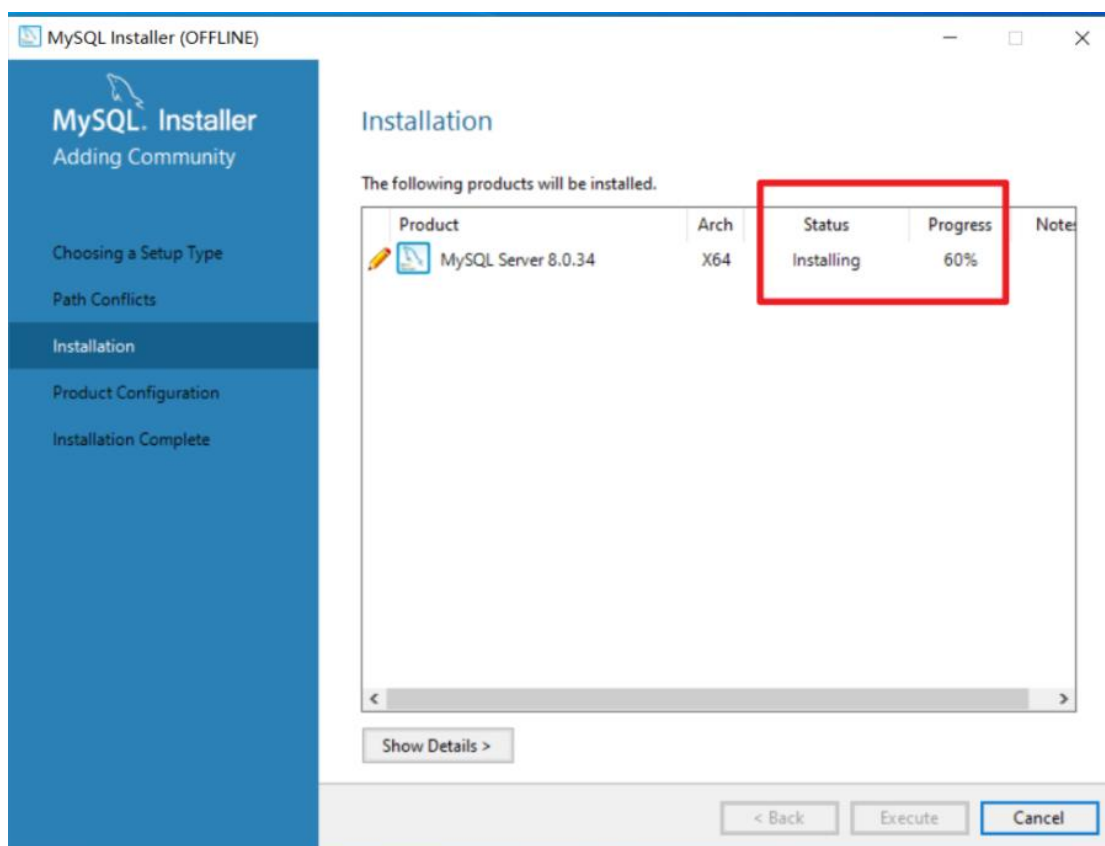 MySQL Installer (OFFLINE)
MySQL. Installer
Adding Community
Choosing a Setup Type
Path Conflicts
Installation
Product Configuration
Installation Complete
Installation
The following products will be installed.
Product Arch Status Progress Notes
MySQL Server 8.0.34 X64 Installing 60%
Show Details >
< Back Execute Cancel